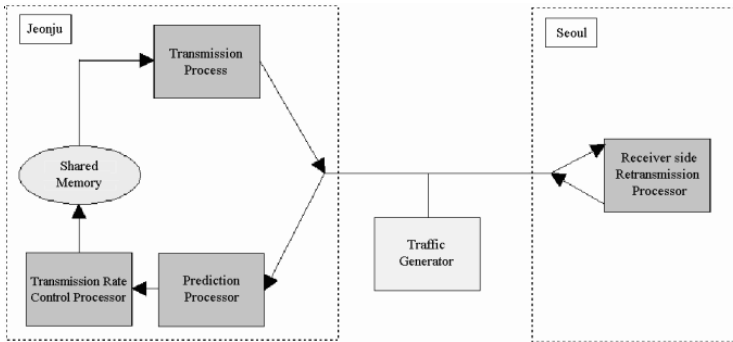 Jeonju
Transmission
Process
Seoul
Shared
Memory
Receiver side
Retransmission
Processor
Traffic
Generator
Transmission Rate
Control Processor
Prediction
Processor